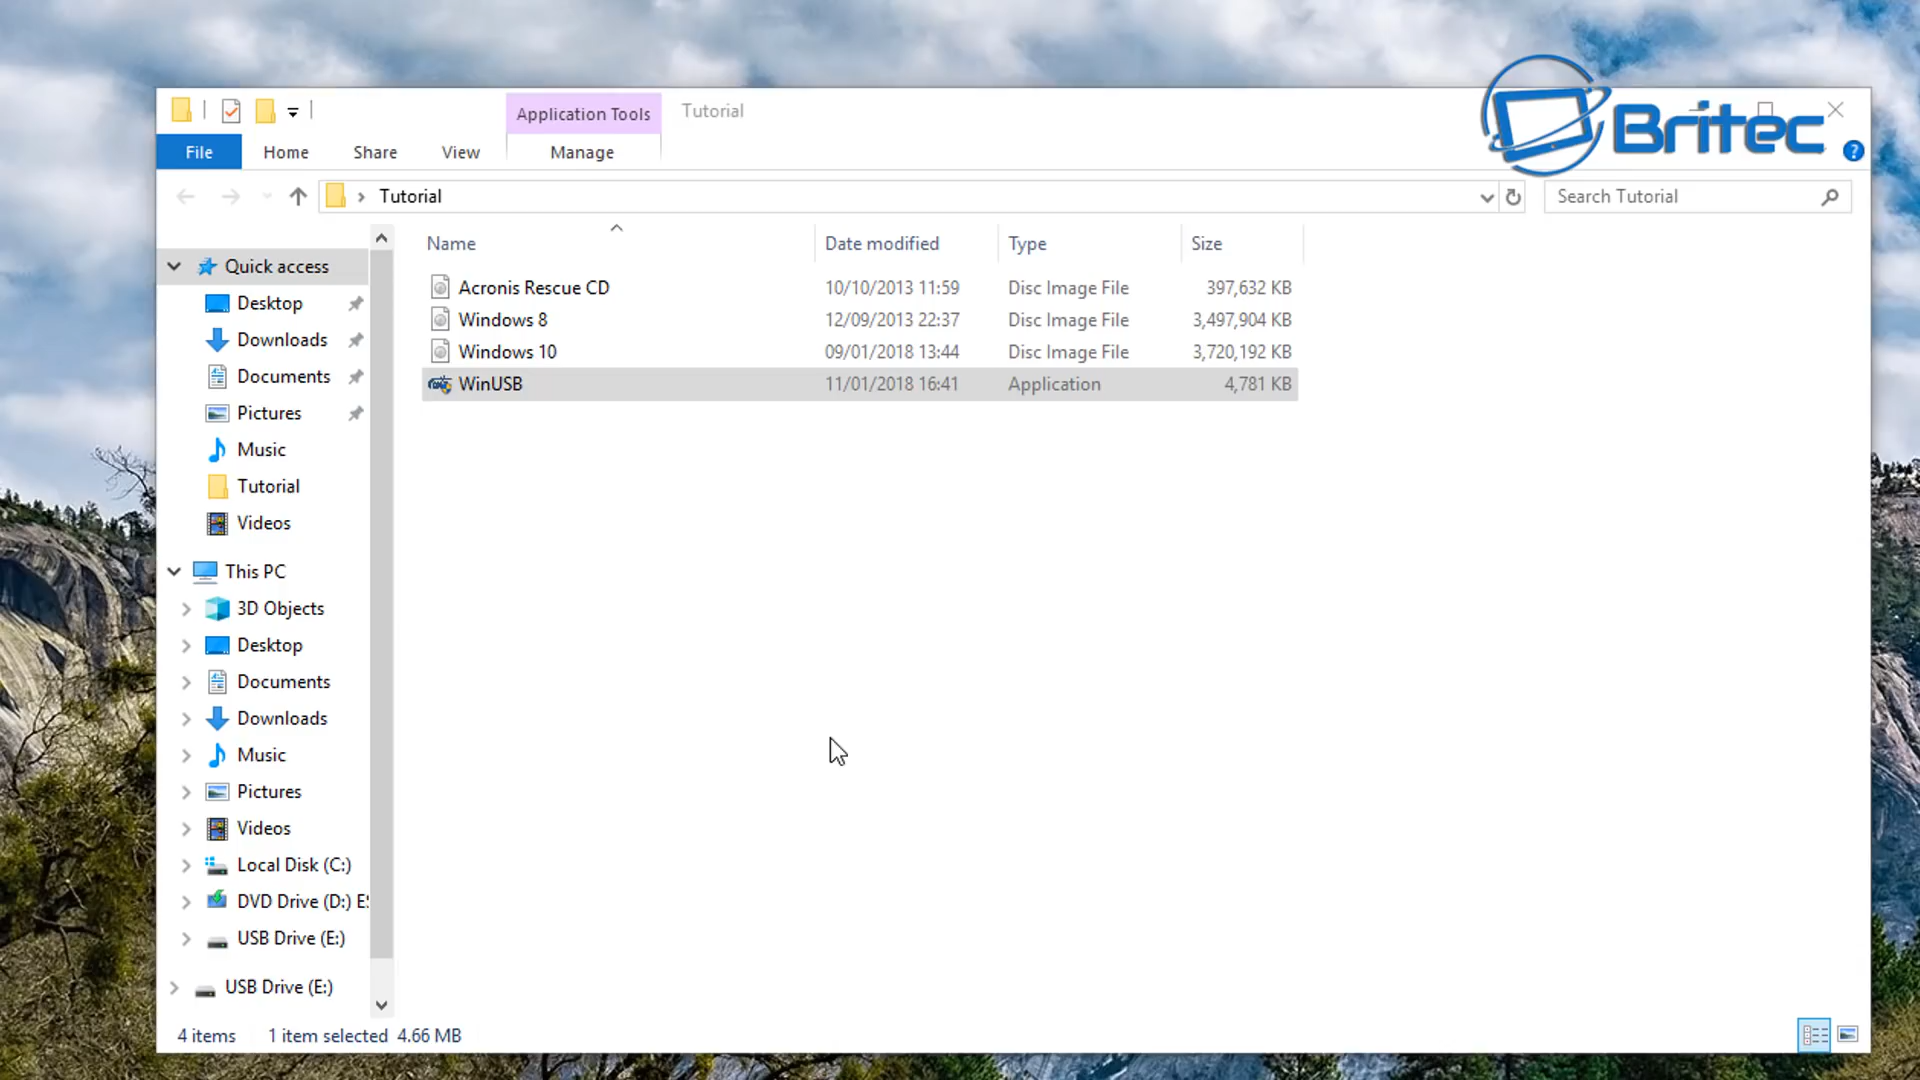 Application Tools
Tutorial
Britec
File
Home
Share
View
Manage
?
Tutorial
Search Tutorial
Name
Date modified
Type
Size
Quick access
Desktop
Downloads
Documents
Pictures
Music
Tutorial
Videos
This PC
3D Objects
Desktop
Documents
Downloads
Music
Pictures
Videos
Local Disk (C:)
DVD Drive (D:) E
USB Drive (E:)
USB Drive (E:)
Acronis Rescue CD 10/10/2013 11:59 Disc Image File 397,632 KB
Windows 8 12/09/2013 22:37 Disc Image File 3,497,904 KB
Windows 10 09/01/2018 13:44 Disc Image File 3,720,192 KB
WinUSB 11/01/2018 16:41 Application 4,781 KB
4 items 1 item selected 4.66 MB